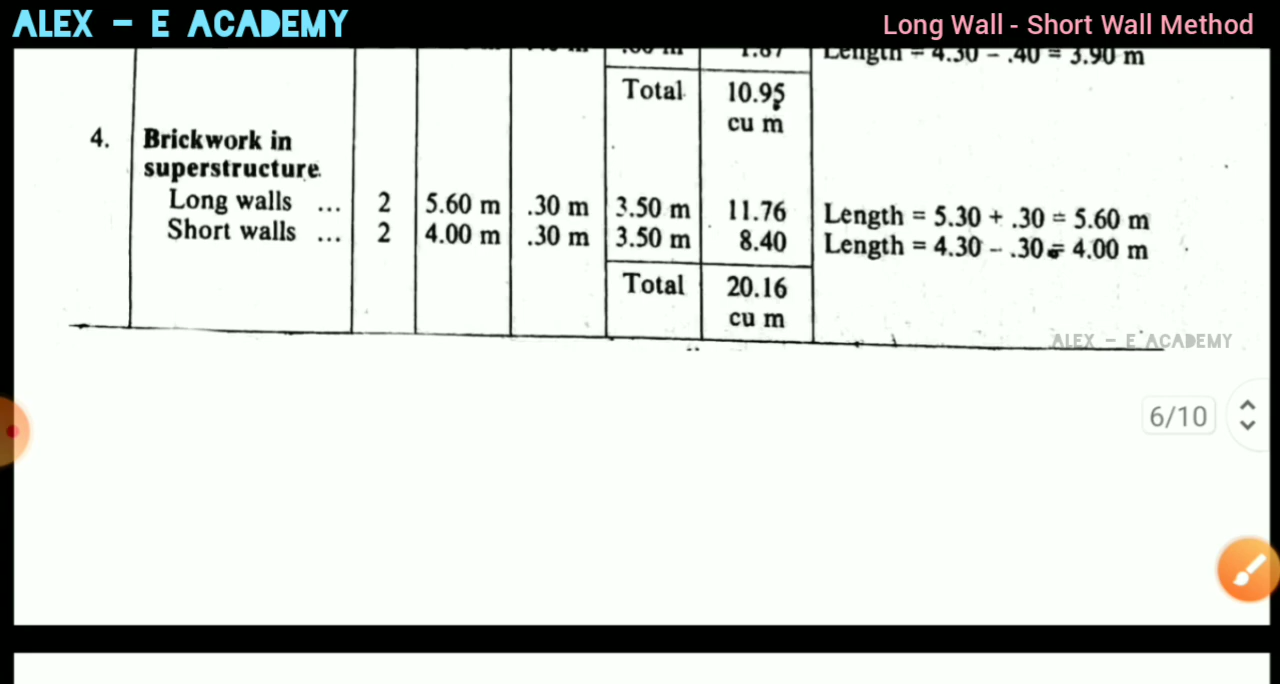 ALEX - E ACADEMY
Long Wall - Short Wall Method
1.87 Length = 4.30 - .40 = 3.90 m
Total 10.95
cu m
4. Brickwork in
superstructure
Long walls ... 2 5.60 m .30 m 3.50 m 11.76 Length = 5.30 + .30 = 5.60 m
Short walls ... 2 4.00 m .30 m 3.50 m 8.40 Length = 4.30 - .30 = 4.00 m
Total 20.16
cu m
ALEX - E ACADEMY
6/10